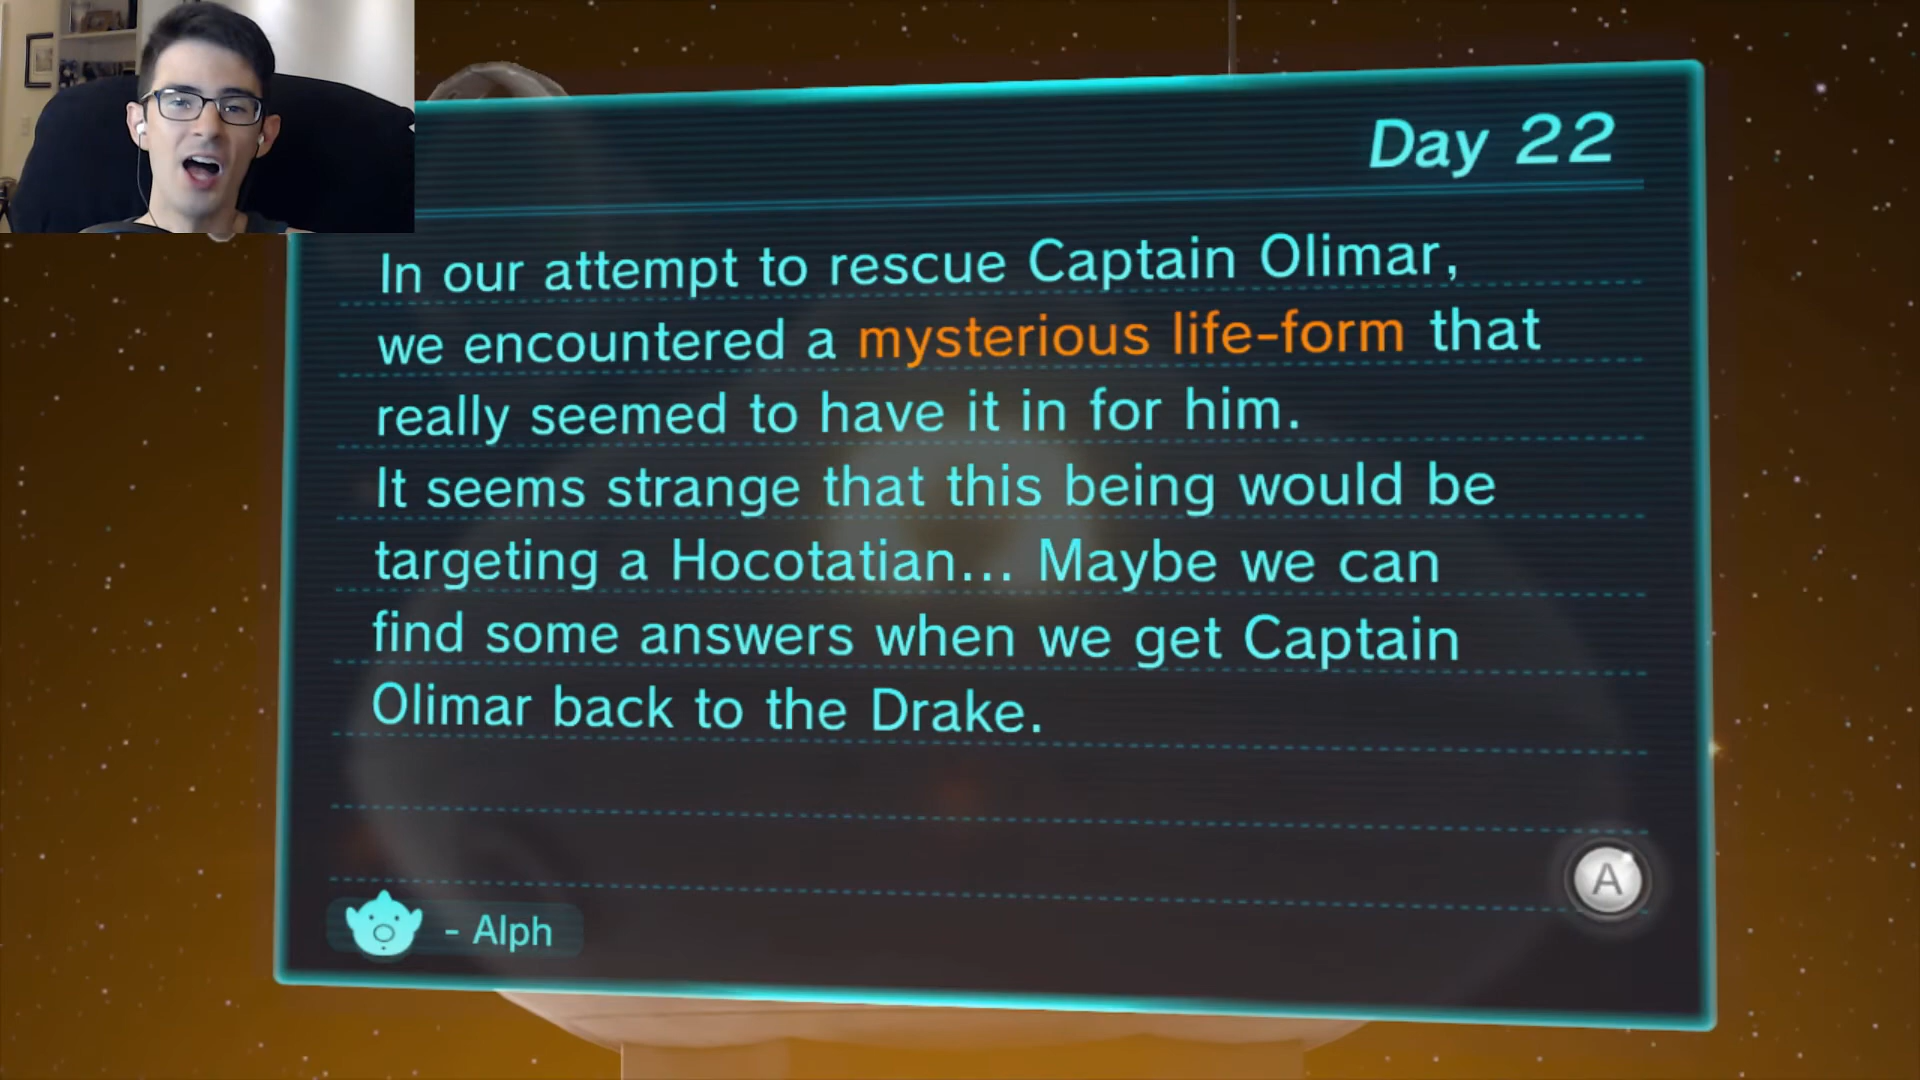 Day 22
In our attempt to rescue Captain Olimar,
we encountered a mysterious life-form that
really seemed to have it in for him.
It seems strange that this being would be
targeting a Hocotatian... Maybe we can
find some answers when we get Captain
Olimar back to the Drake.
A
- Alph